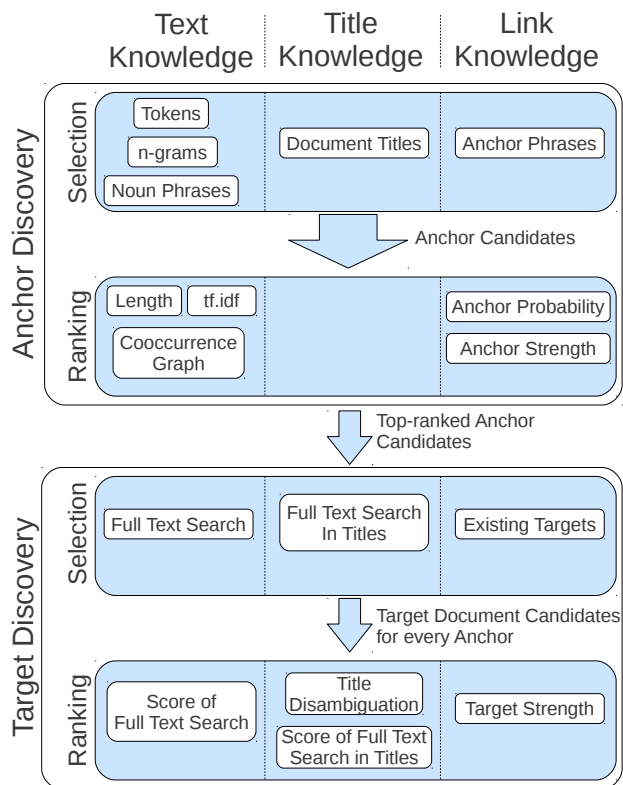 Text
Knowledge
Title
Knowledge
Link
Knowledge
Anchor Discovery
Selection
Tokens
n-grams
Noun Phrases
Document Titles
Anchor Phrases
Anchor Candidates
Ranking
Length
tf.idf
Cooccurrence
Graph
Anchor Probability
Anchor Strength
Top-ranked Anchor
Candidates
Target Discovery
Selection
Full Text Search
Full Text Search
In Titles
Existing Targets
Target Document Candidates
for every Anchor
Ranking
Score of
Full Text Search
Title
Disambiguation
Score of Full Text
Search in Titles
Target Strength